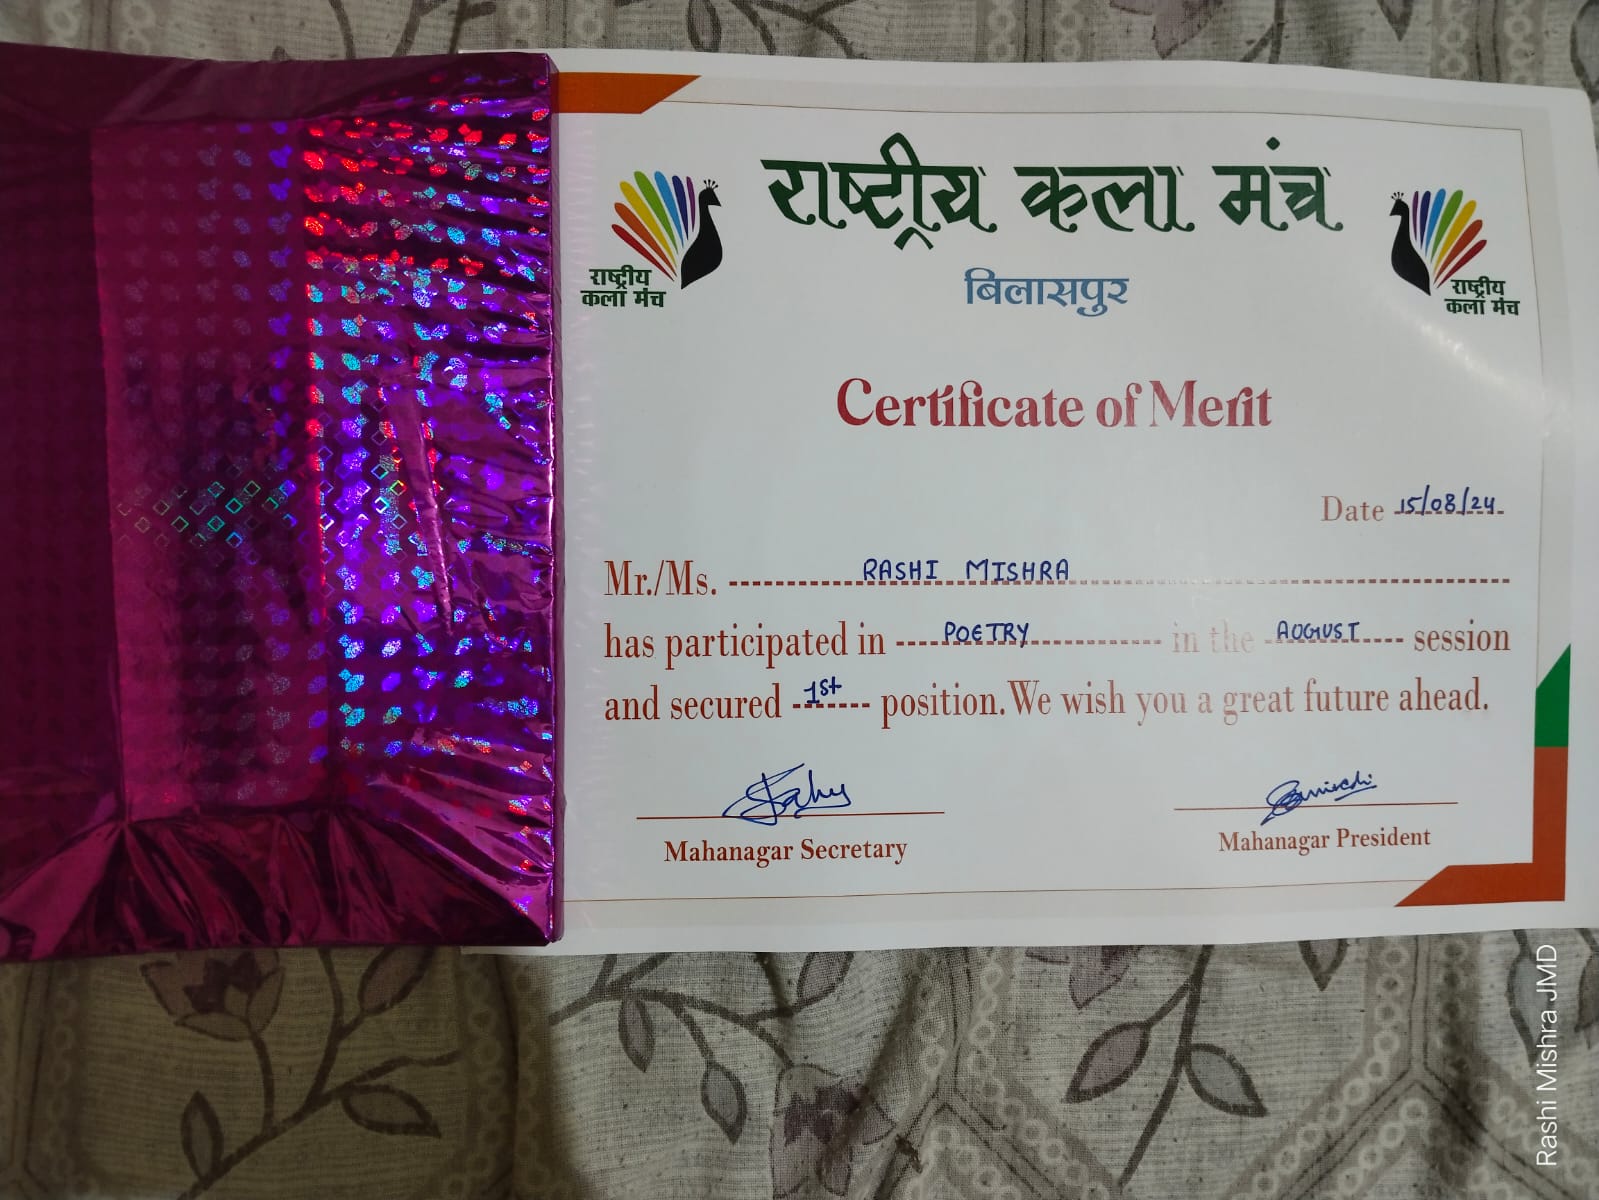 राष्ट्रीय कला मंच
राष्ट्रीय
कला मंच
राष्ट्रीय
कला मंच
बिलासपुर
Certificate of Merit
Date 15/08/24
Mr./Ms. RASHI MISHRA
has participated in POETRY in the AUGUST session
and secured 1st position. We wish you a great future ahead.
Mahanagar Secretary
Mahanagar President
Rashi Mishra JMD